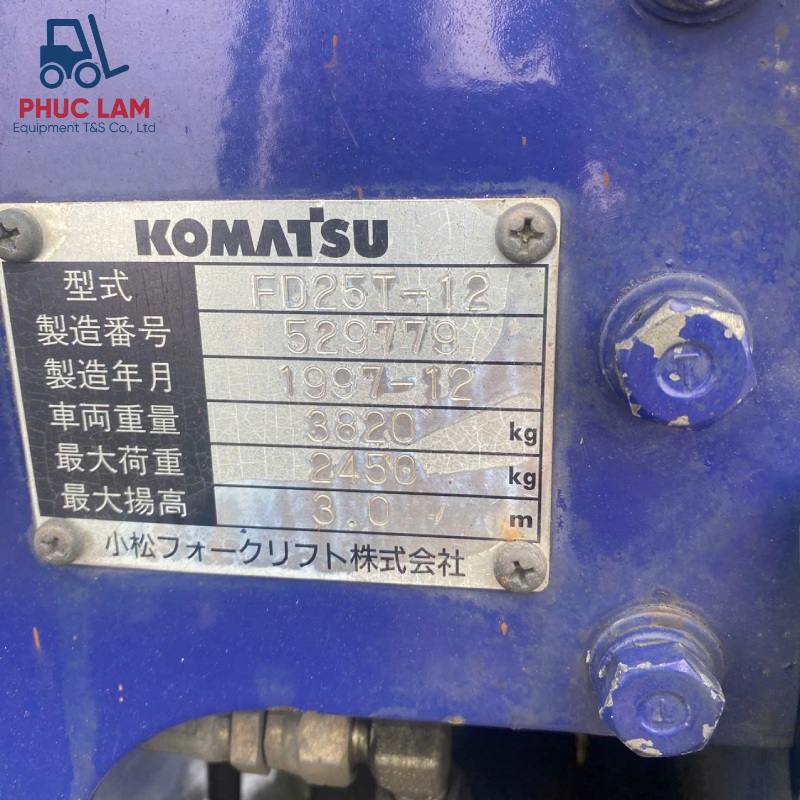 PHUC LAM
Equipment T&S Co., Ltd
KOMATSU
型式 FD25T-12
製造番号 529779
製造年月 1997-12
車両重量 3820 kg
最大荷重 2450 kg
最大揚高 3.0 m
小松フォークリフト株式会社